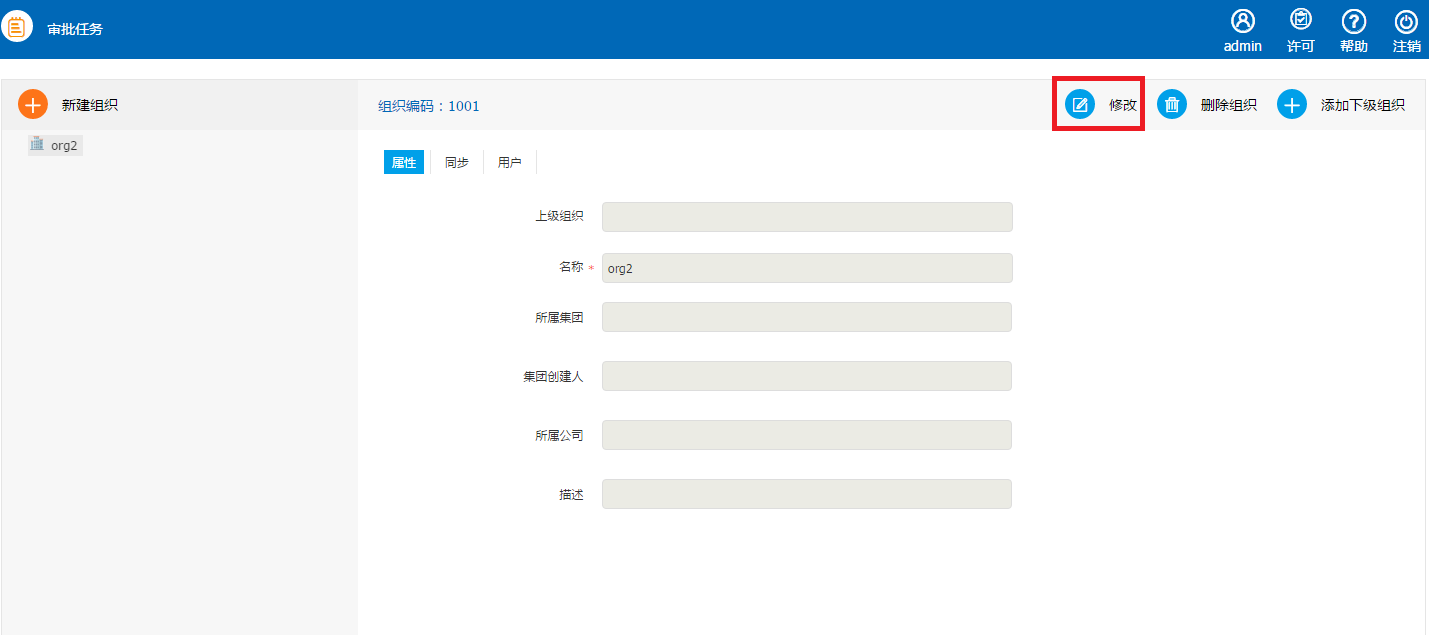 审批任务
admin 许可 帮助 注销
新建组织
org2
组织编码：1001
修改 删除组织 添加下级组织
属性 同步 用户
上级组织
名称 * org2
所属集团
集团创建人
所属公司
描述